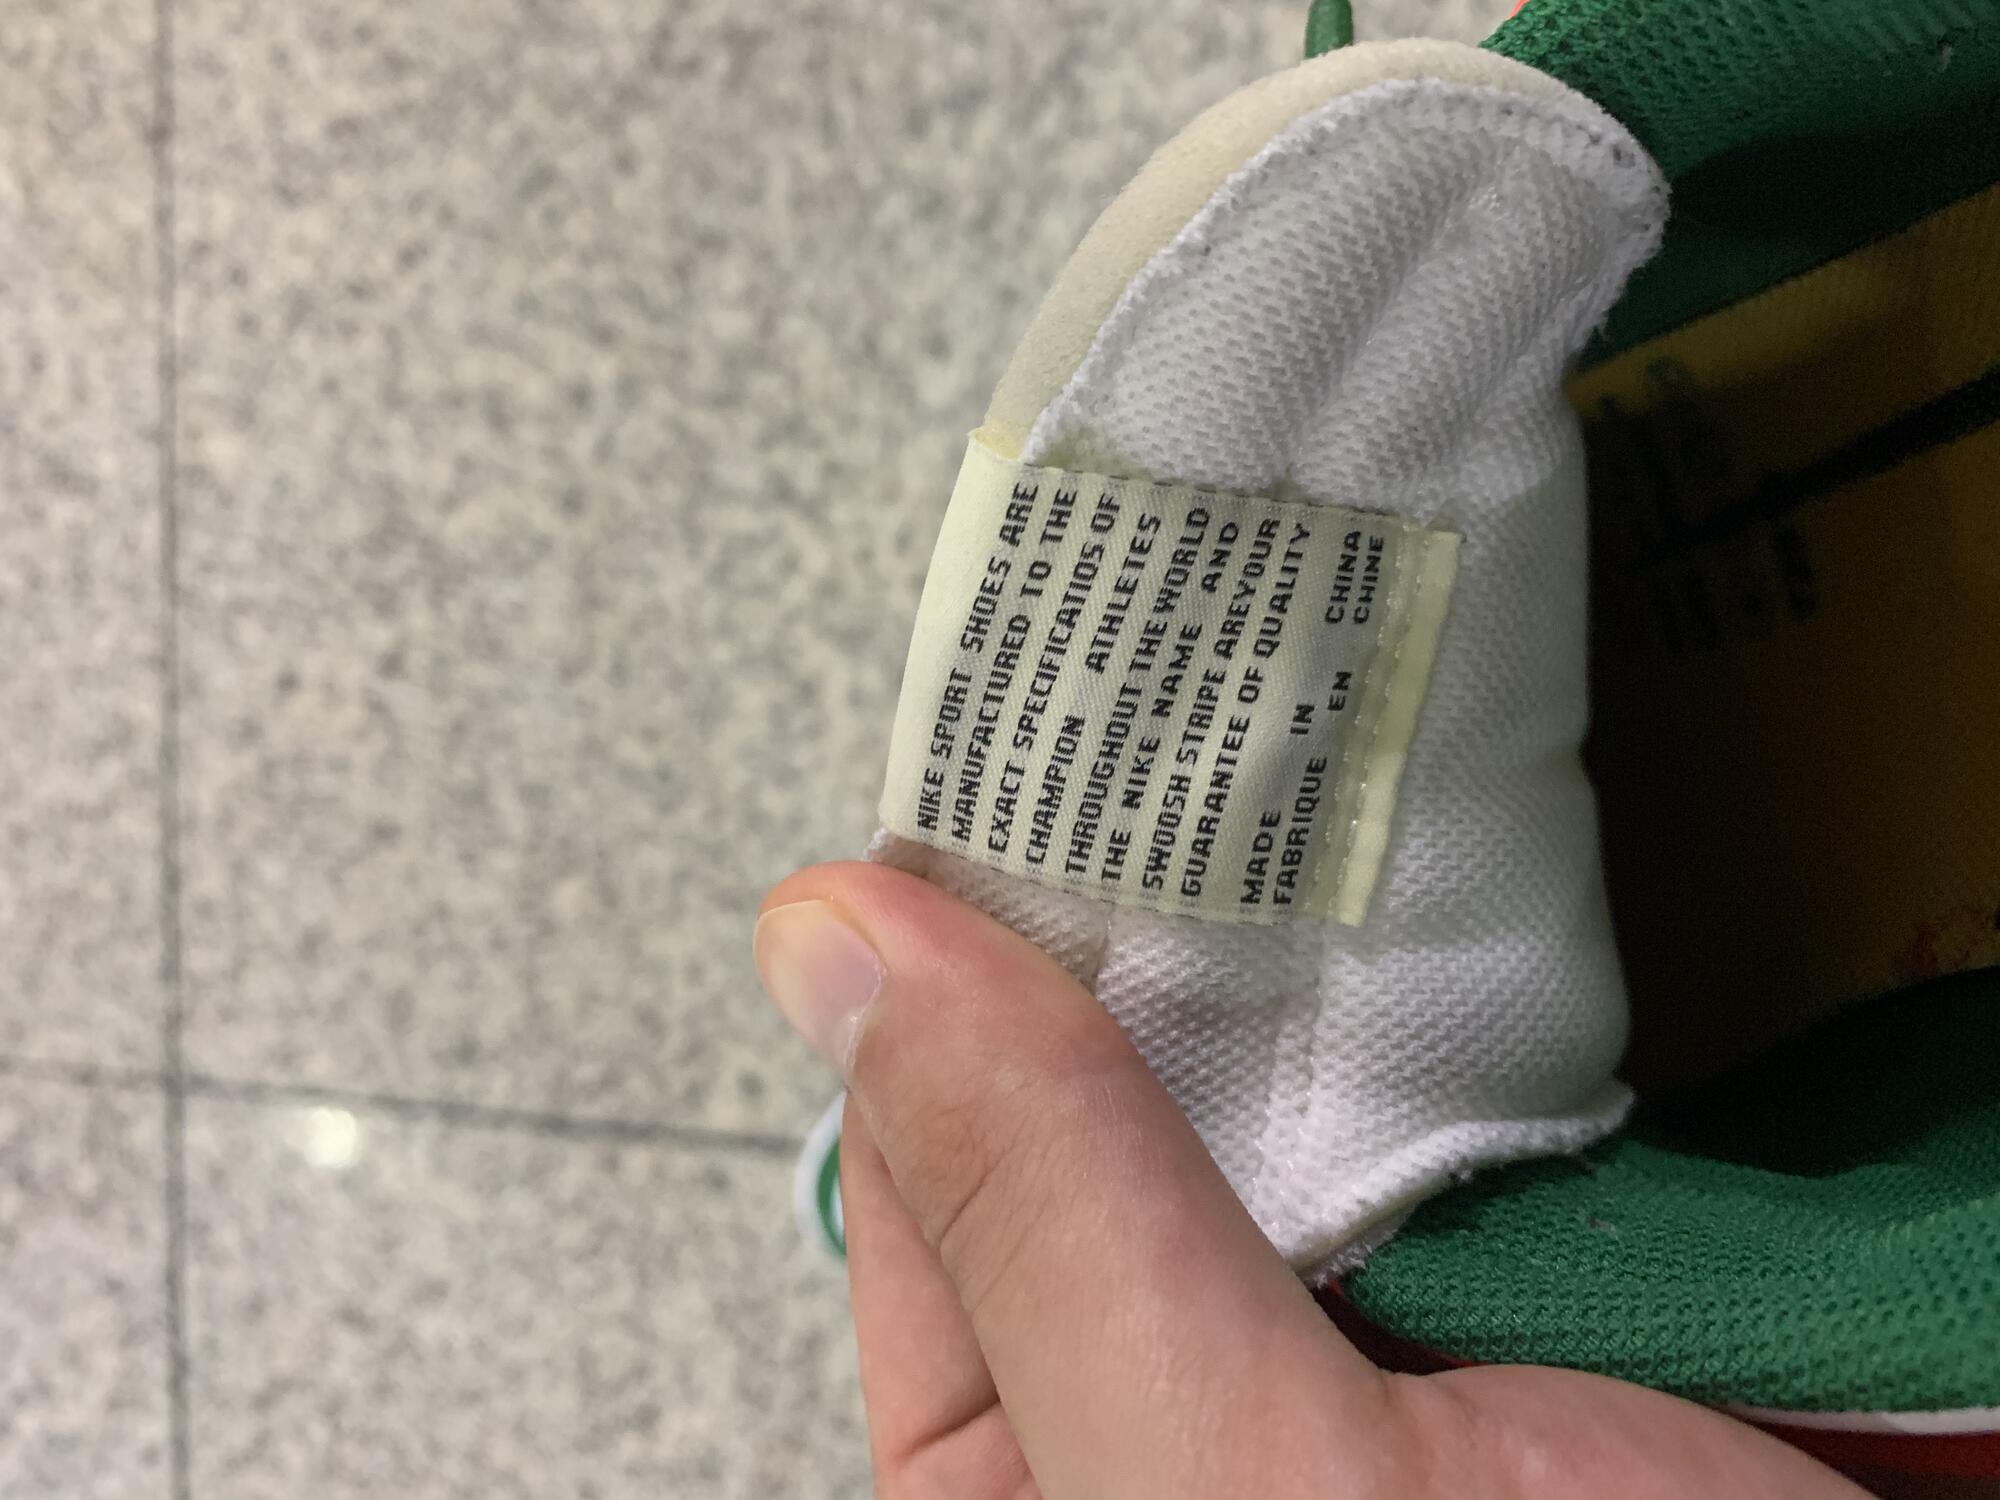 NIKE SPORT SHOES ARE
MANUFACTURED TO THE
EXACT SPECIFICATIOS OF
CHAMPION ATHLETES
THROUGHOUT THE WORLD
THE NIKE NAME AND
SWOOSH STRIPE AREYOUR
GUARANTEE OF QUALITY
MADE IN CHINA
FABRIQUE EN CHINE